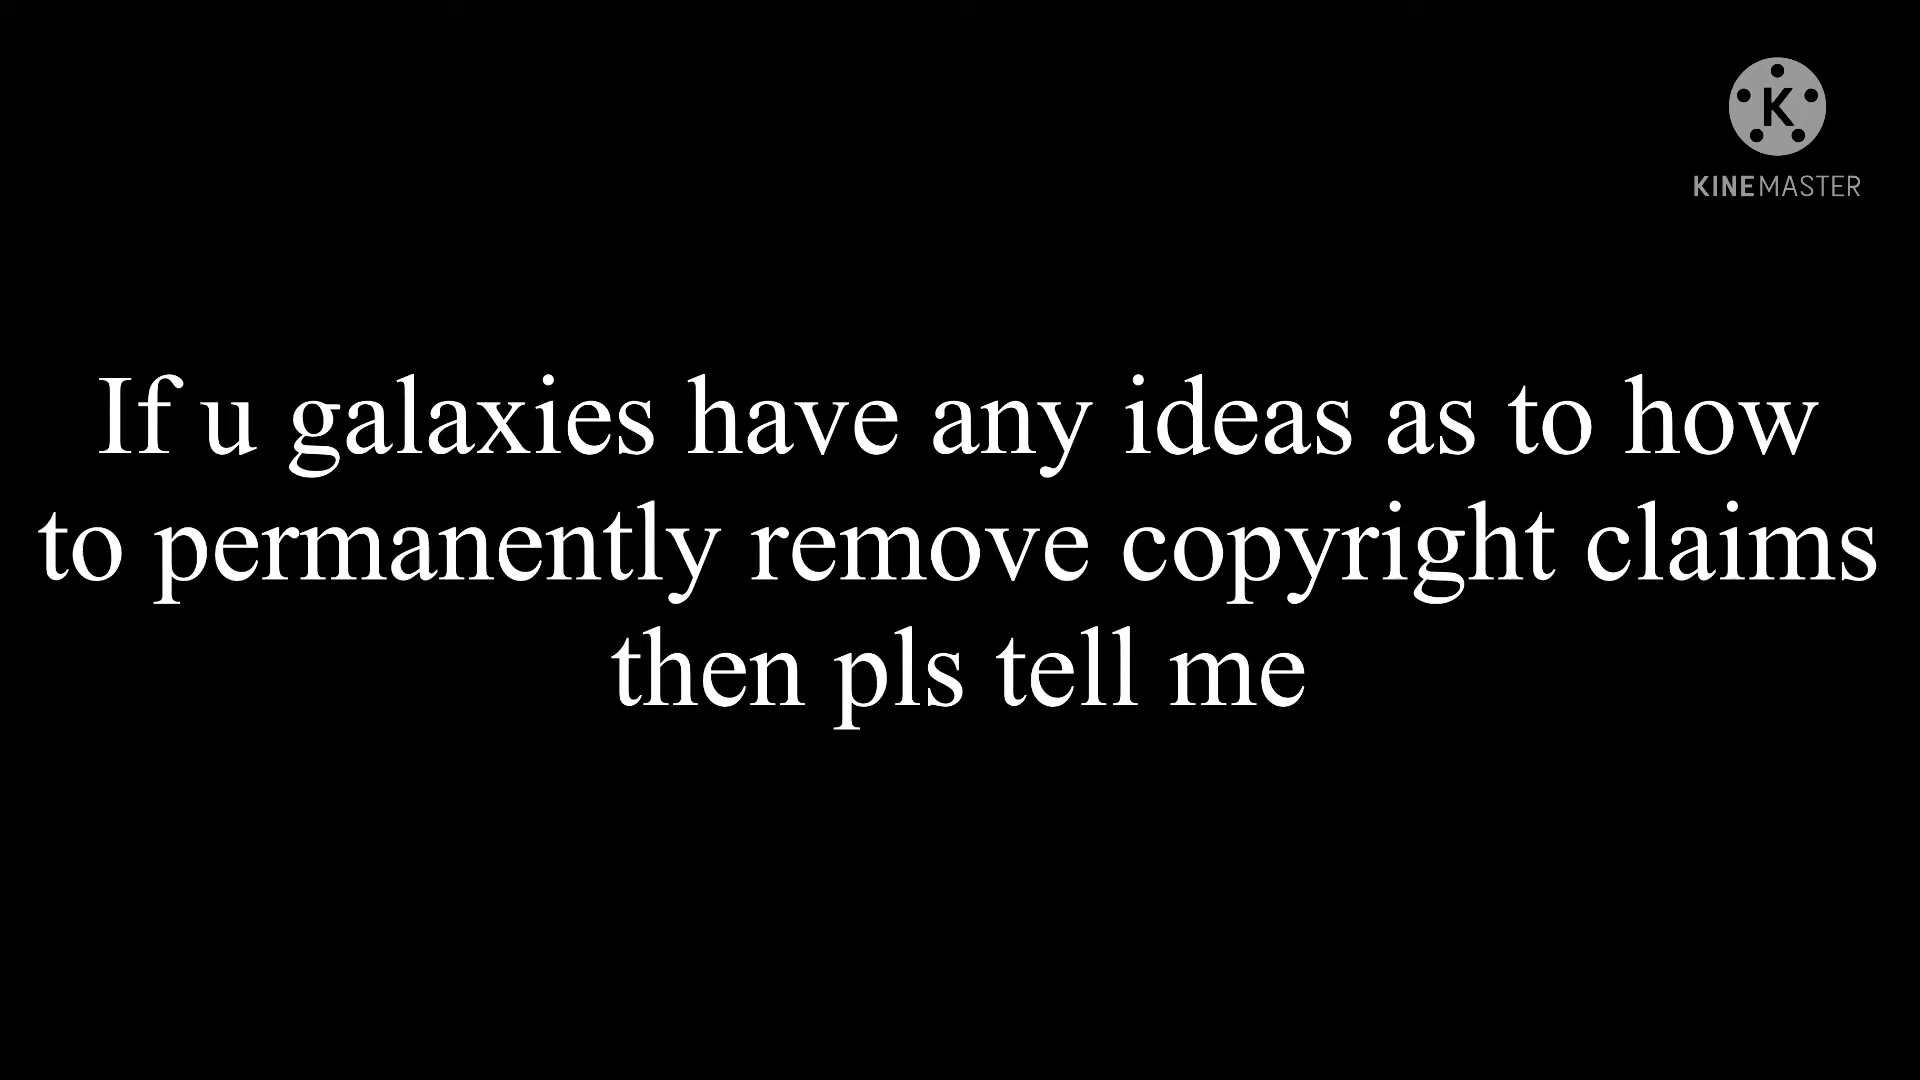 K
KINEMASTER
If u galaxies have any ideas as to how
to permanently remove copyright claims
then pls tell me